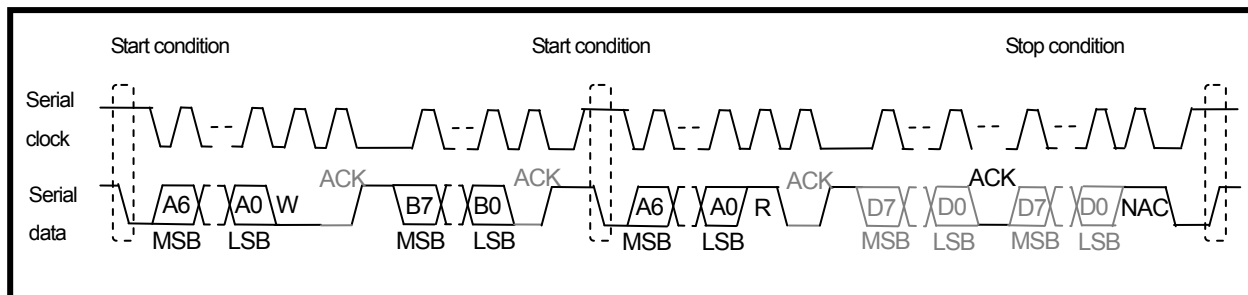 Start condition Start condition Stop condition
Serial clock
ACK ACK ACK ACK
Serial data
A6 A0 W B7 B0 A6 A0 R D7 D0 D7 D0 NAC
MSB LSB MSB LSB MSB LSB MSB LSB MSB LSB